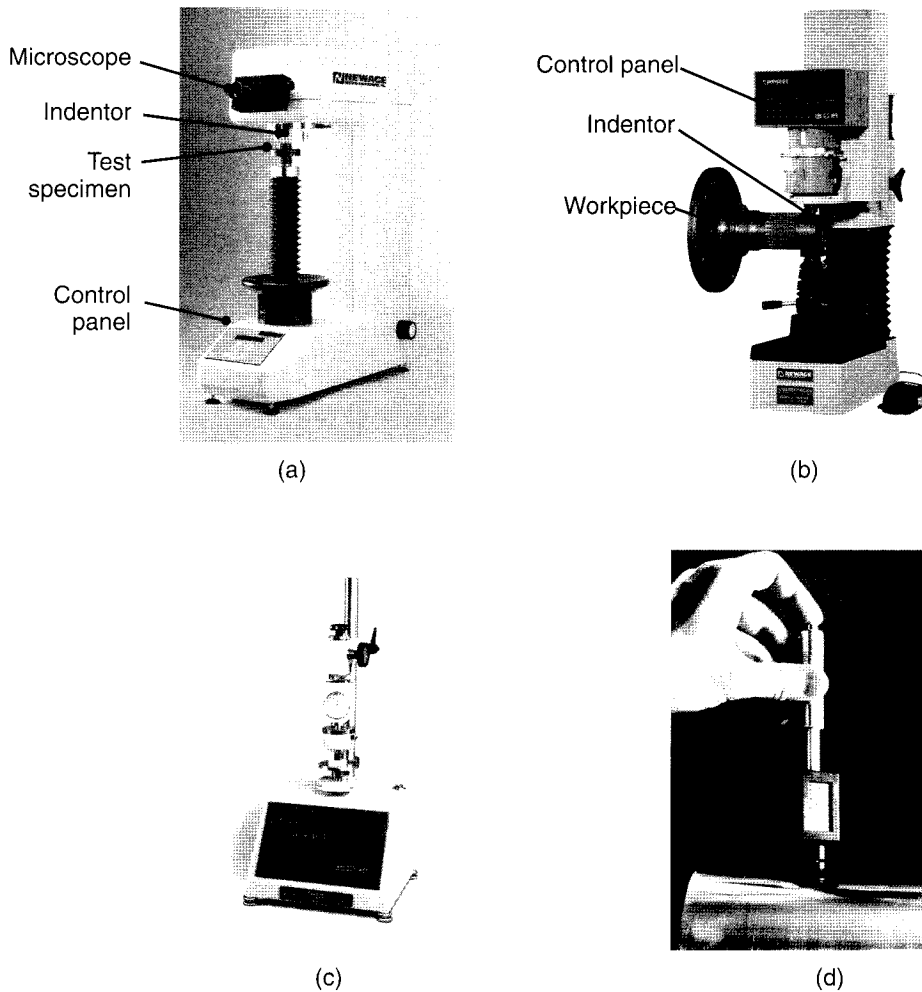 Microscope
Indentor
Test
specimen
Control
panel
NEWAGE
(a)
Control panel
Indentor
Workpiece
NEWAGE
(b)
(c)
(d)